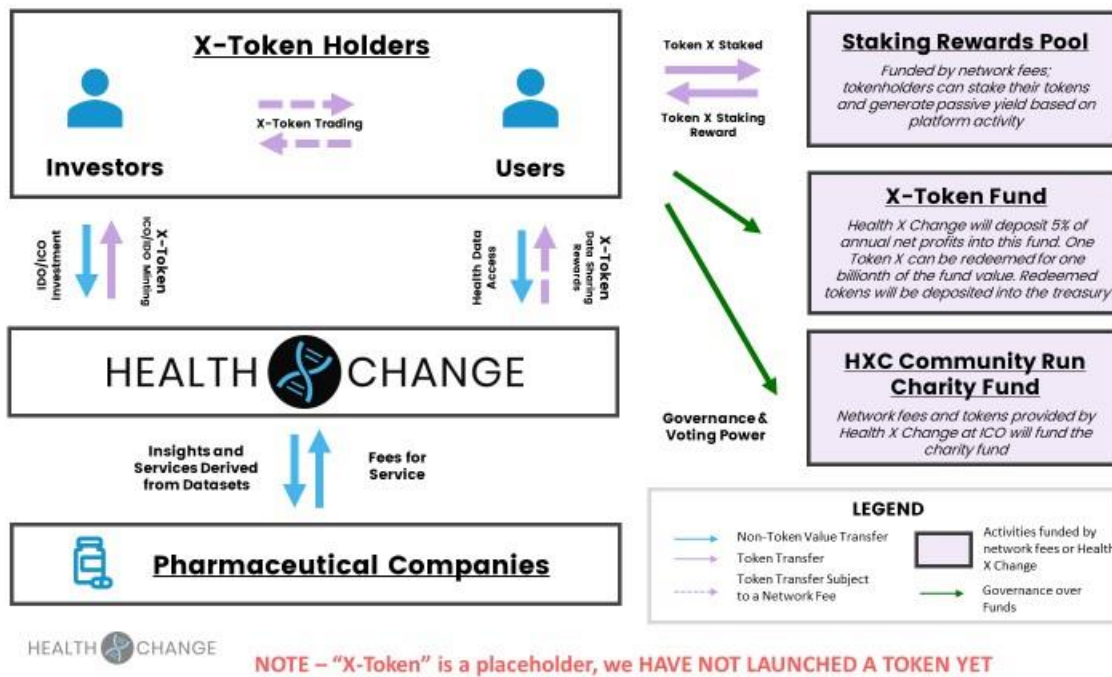 X-Token Holders
Investors
X-Token Trading
Users
Token X Staked
Token X Staking
Reward
Staking Rewards Pool
Funded by network fees;
tokenholders can stake their tokens
and generate passive yield based on
platform activity
X-Token Fund
Health X Change will deposit 5% of
annual net profits into this fund. One
Token X can be redeemed for one
billionth of the fund value. Redeemed
tokens will be deposited into the treasury
HXC Community Run
Charity Fund
Network fees and tokens provided by
Health X Change at ICO will fund the
charity fund
Governance &
Voting Power
IDO/ICO
Investment
X-Token
ICO/IDO Minting
Health Data
Access
X-Token
Data Sharing
Rewards
HEALTH X CHANGE
Insights and
Services Derived
from Datasets
Fees for
Service
Pharmaceutical Companies
LEGEND
Non-Token Value Transfer
Token Transfer
Token Transfer Subject
to a Network Fee
Activities funded by
network fees or Health
X Change
Governance over
Funds
HEALTH X CHANGE
NOTE – “X-Token” is a placeholder, we HAVE NOT LAUNCHED A TOKEN YET